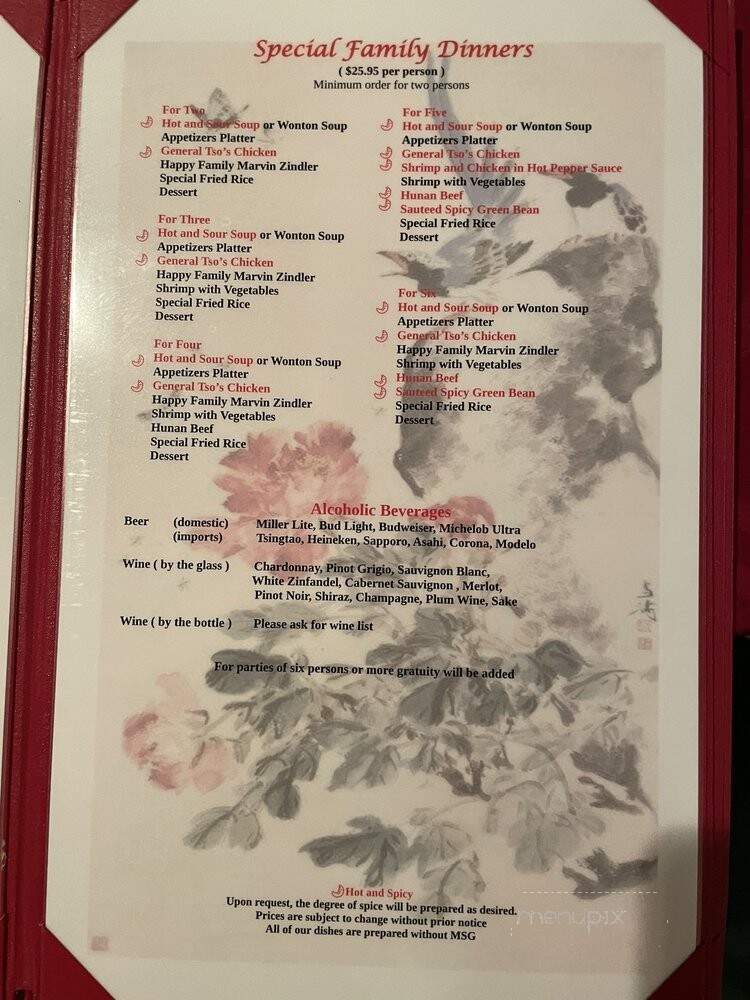 Special Family Dinners
( $25.95 per person )
Minimum order for two persons
For Two
Hot and Sour Soup or Wonton Soup
Appetizers Platter
General Tso's Chicken
Happy Family Marvin Zindler
Special Fried Rice
Dessert
For Three
Hot and Sour Soup or Wonton Soup
Appetizers Platter
General Tso's Chicken
Happy Family Marvin Zindler
Shrimp with Vegetables
Special Fried Rice
Dessert
For Four
Hot and Sour Soup or Wonton Soup
Appetizers Platter
General Tso's Chicken
Happy Family Marvin Zindler
Shrimp with Vegetables
Hunan Beef
Special Fried Rice
Dessert
For Five
Hot and Sour Soup or Wonton Soup
Appetizers Platter
General Tso's Chicken
Shrimp and Chicken in Hot Pepper Sauce
Shrimp with Vegetables
Hunan Beef
Sauteed Spicy Green Bean
Special Fried Rice
Dessert
For Six
Hot and Sour Soup or Wonton Soup
Appetizers Platter
General Tso's Chicken
Happy Family Marvin Zindler
Shrimp with Vegetables
Hunan Beef
Sauteed Spicy Green Bean
Special Fried Rice
Dessert
Alcoholic Beverages
Beer (domestic) Miller Lite, Bud Light, Budweiser, Michelob Ultra
(imports) Tsingtao, Heineken, Sapporo, Asahi, Corona, Modelo
Wine ( by the glass ) Chardonnay, Pinot Grigio, Sauvignon Blanc,
White Zinfandel, Cabernet Sauvignon , Merlot,
Pinot Noir, Shiraz, Champagne, Plum Wine, Sake
Wine ( by the bottle ) Please ask for wine list
For parties of six persons or more gratuity will be added
Hot and Spicy
Upon request, the degree of spice will be prepared as desired.
Prices are subject to change without prior notice
All of our dishes are prepared without MSG
menupix